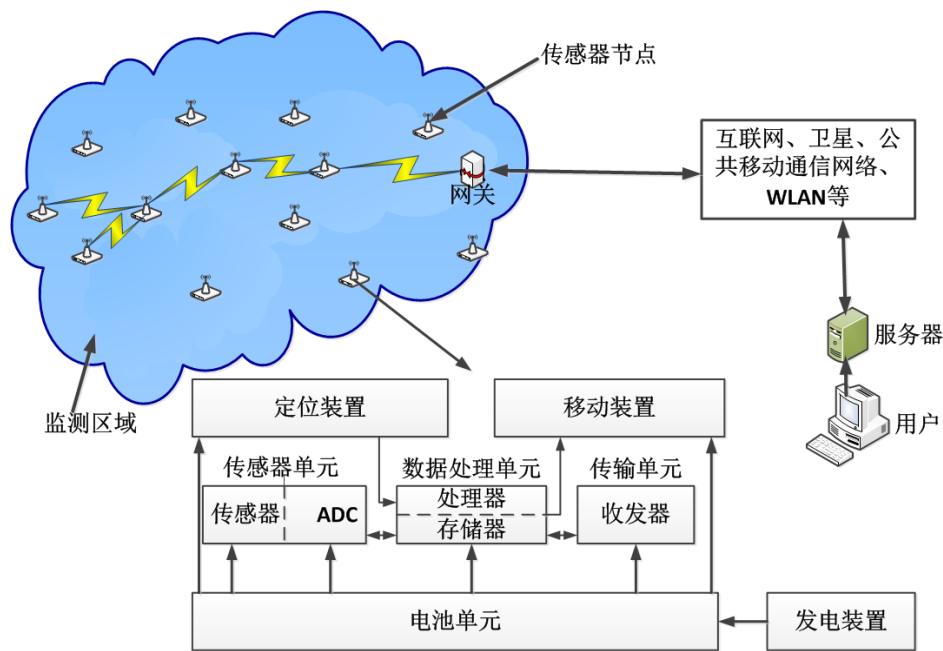 传感器节点
互联网、卫星、公
共移动通信网络、
WLAN等
网关
服务器
用户
监测区域
定位装置
移动装置
传感器单元
数据处理单元
传输单元
传感器
ADC
处理器
存储器
收发器
电池单元
发电装置